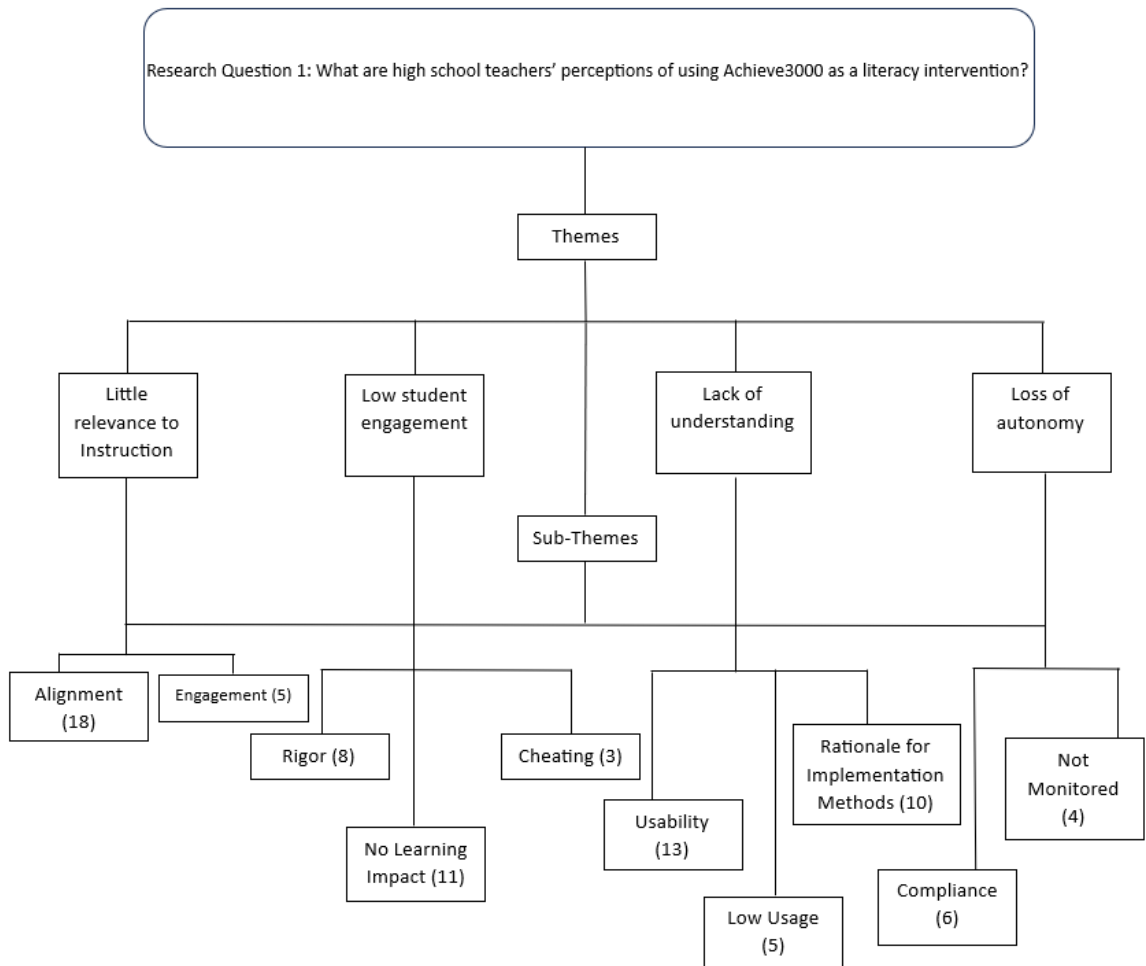 Research Question 1: What are high school teachers’ perceptions of using Achieve3000 as a literacy intervention?
Themes
Little
relevance to
Instruction
Low student
engagement
Lack of
understanding
Loss of
autonomy
Sub-Themes
Alignment
(18)
Engagement (5)
Rigor (8)
No Learning
Impact (11)
Cheating (3)
Usability
(13)
Low Usage
(5)
Rationale for
Implementation
Methods (10)
Compliance
(6)
Not
Monitored
(4)